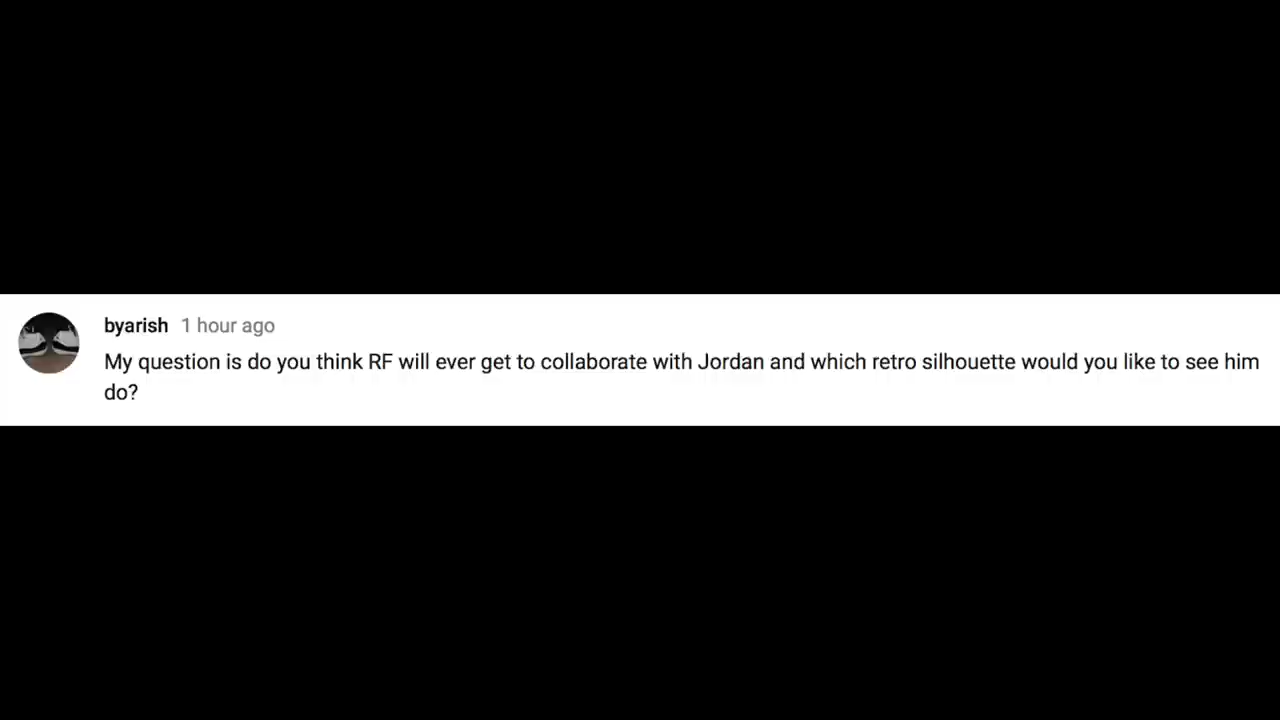 byarish 1 hour ago
My question is do you think RF will ever get to collaborate with Jordan and which retro silhouette would you like to see him
do?